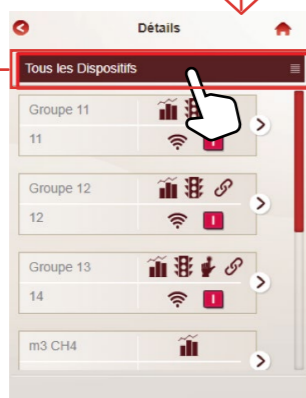 Détails
Tous les Dispositifs
Groupe 11
11
I
Groupe 12
12
I
Groupe 13
14
I
m3 CH4